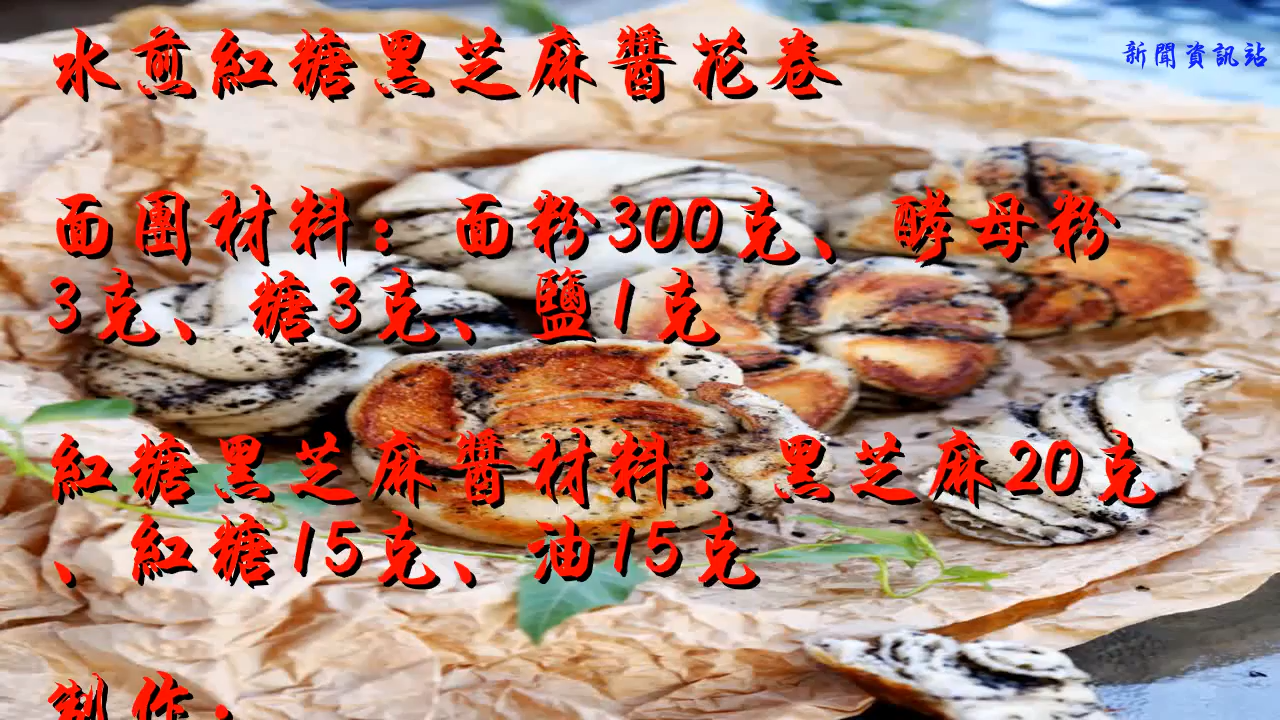 水煎紅糖黑芝麻醬花卷
新聞資訊站
面團材料：面粉300克、酵母粉
3克、糖3克、鹽1克
紅糖黑芝麻醬材料：黑芝麻20克
、紅糖15克、油15克
制作：